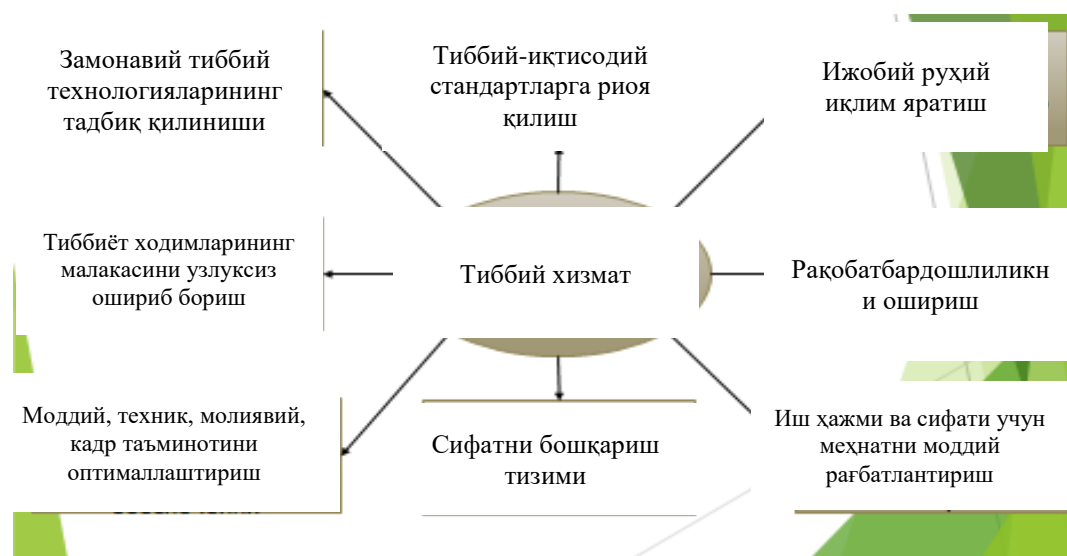 Замонавий тиббий
технологияларининг
тадбиқ қилиниши
Тиббий-иқтисодий
стандартларга риоя
қилиш
Ижобий руҳий
иқлим яратиш
Тиббиёт ходимларининг
малакасини узлуксиз
ошириб бориш
Тиббий хизмат
Рақобатбардошлиликн
и ошириш
Моддий, техник, молиявий,
кадр таъминотини
оптималлаштириш
Сифатни бошқариш
тизими
Иш ҳажми ва сифати учун
меҳнатни моддий
рағбатлантириш